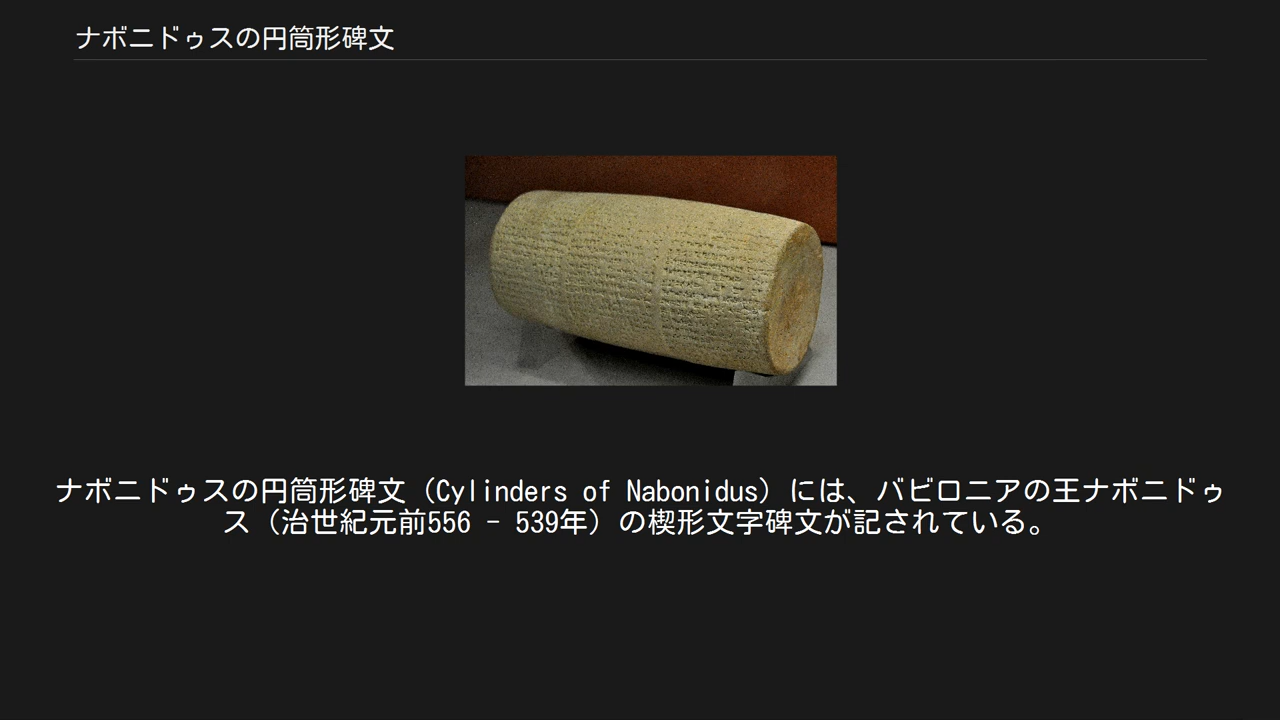 ナボニドゥスの円筒形碑文
ナボニドゥスの円筒形碑文（Cylinders of Nabonidus）には、バビロニアの王ナボニドゥ
ス（治世紀元前556 - 539年）の楔形文字碑文が記されている。